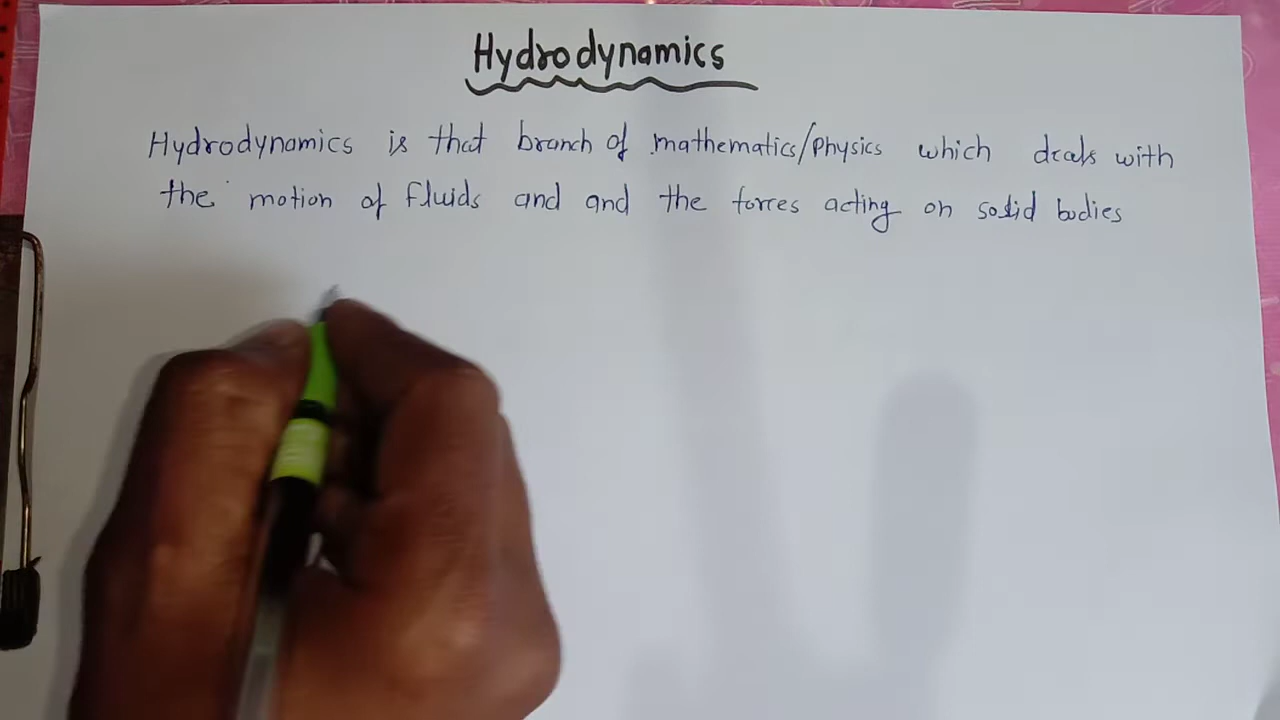 Hydrodynamics
Hydrodynamics is that branch of mathematics/Physics which deals with
the motion of fluids and and the forces acting on solid bodies